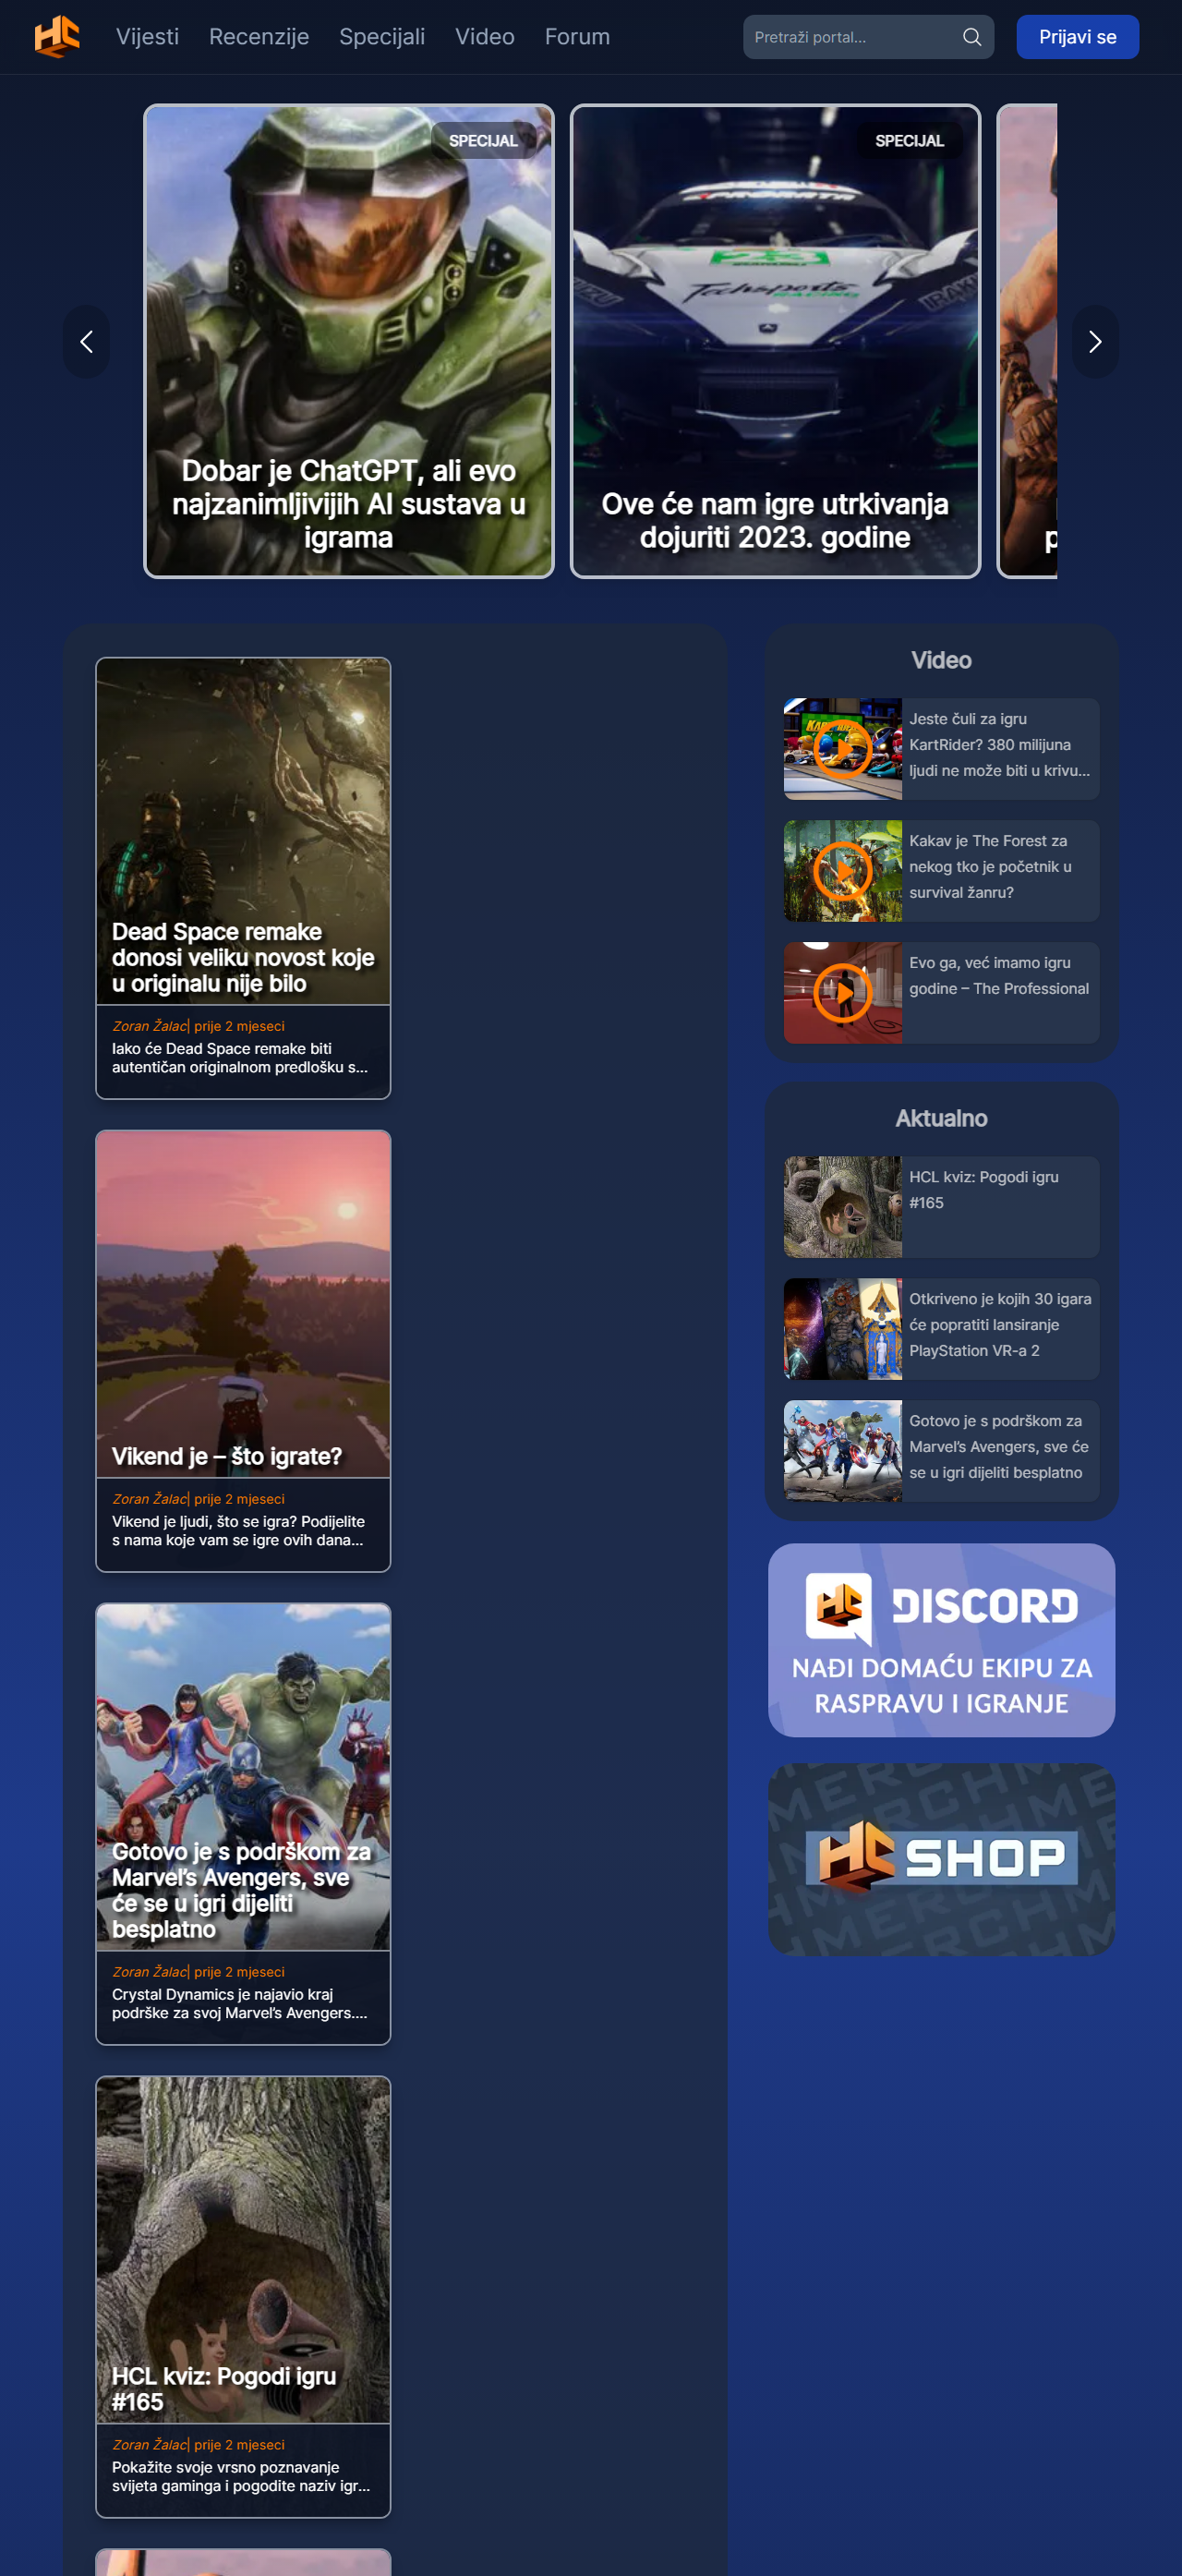 Vijesti Recenzije Specijali Video Forum Pretraži portal... Prijavi se
SPECIJAL
Dobar je ChatGPT, ali evo
najzanimljivijih AI sustava u
igrama
SPECIJAL
Techsports
RACING
Ove će nam igre utrkivanja
dojuriti 2023. godine
p
Dead Space remake
donosi veliku novost koje
u originalu nije bilo
Zoran Žalac| prije 2 mjeseci
Iako će Dead Space remake biti
autentičan originalnom predlošku s...
Vikend je – što igrate?
Zoran Žalac| prije 2 mjeseci
Vikend je ljudi, što se igra? Podijelite
s nama koje vam se igre ovih dana...
Gotovo je s podrškom za
Marvel’s Avengers, sve
će se u igri dijeliti
besplatno
Zoran Žalac| prije 2 mjeseci
Crystal Dynamics je najavio kraj
podrške za svoj Marvel’s Avengers....
HCL kviz: Pogodi igru
#165
Zoran Žalac| prije 2 mjeseci
Pokažite svoje vrsno poznavanje
svijeta gaminga i pogodite naziv igr...
Video
Jeste čuli za igru
KartRider? 380 milijuna
ljudi ne može biti u krivu...
Kakav je The Forest za
nekog tko je početnik u
survival žanru?
Evo ga, već imamo igru
godine – The Professional
Aktualno
HCL kviz: Pogodi igru
#165
Otkriveno je kojih 30 igara
će popratiti lansiranje
PlayStation VR-a 2
Gotovo je s podrškom za
Marvel’s Avengers, sve će
se u igri dijeliti besplatno
HC DISCORD
NAĐI DOMAĆU EKIPU ZA
RASPRAVU I IGRANJE
HC SHOP